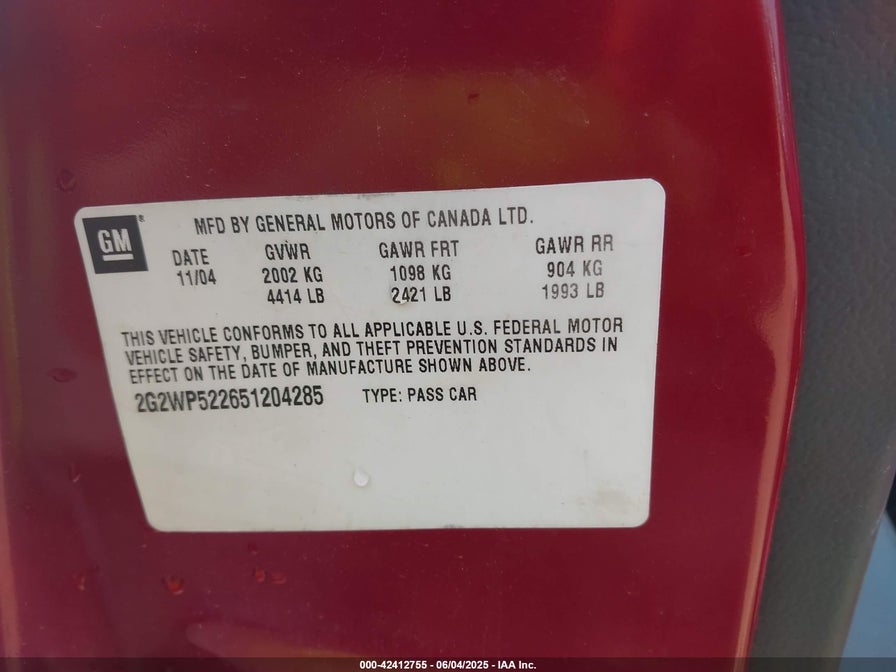 GM®
MFD BY GENERAL MOTORS OF CANADA LTD.
DATE GVWR GAWR FRT GAWR RR
11/04 2002 KG 1098 KG 904 KG
4414 LB 2421 LB 1993 LB
THIS VEHICLE CONFORMS TO ALL APPLICABLE U.S. FEDERAL MOTOR
VEHICLE SAFETY, BUMPER, AND THEFT PREVENTION STANDARDS IN
EFFECT ON THE DATE OF MANUFACTURE SHOWN ABOVE.
2G2WP522651204285 TYPE: PASS CAR
000-42412755 — 06/04/2025 - IAA Inc.